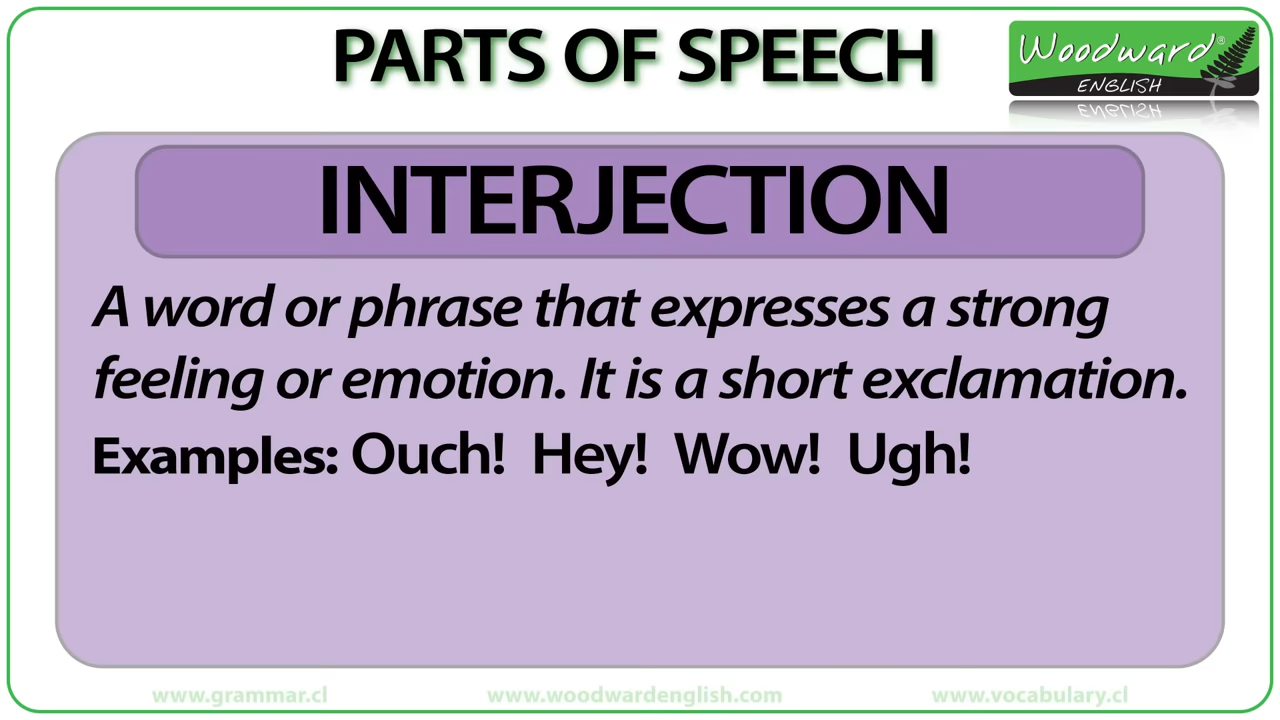 PARTS OF SPEECH
Woodward®
ENGLISH
INTERJECTION
A word or phrase that expresses a strong
feeling or emotion. It is a short exclamation.
Examples: Ouch! Hey! Wow! Ugh!
www.grammar.cl www.woodwardenglish.com www.vocabulary.cl